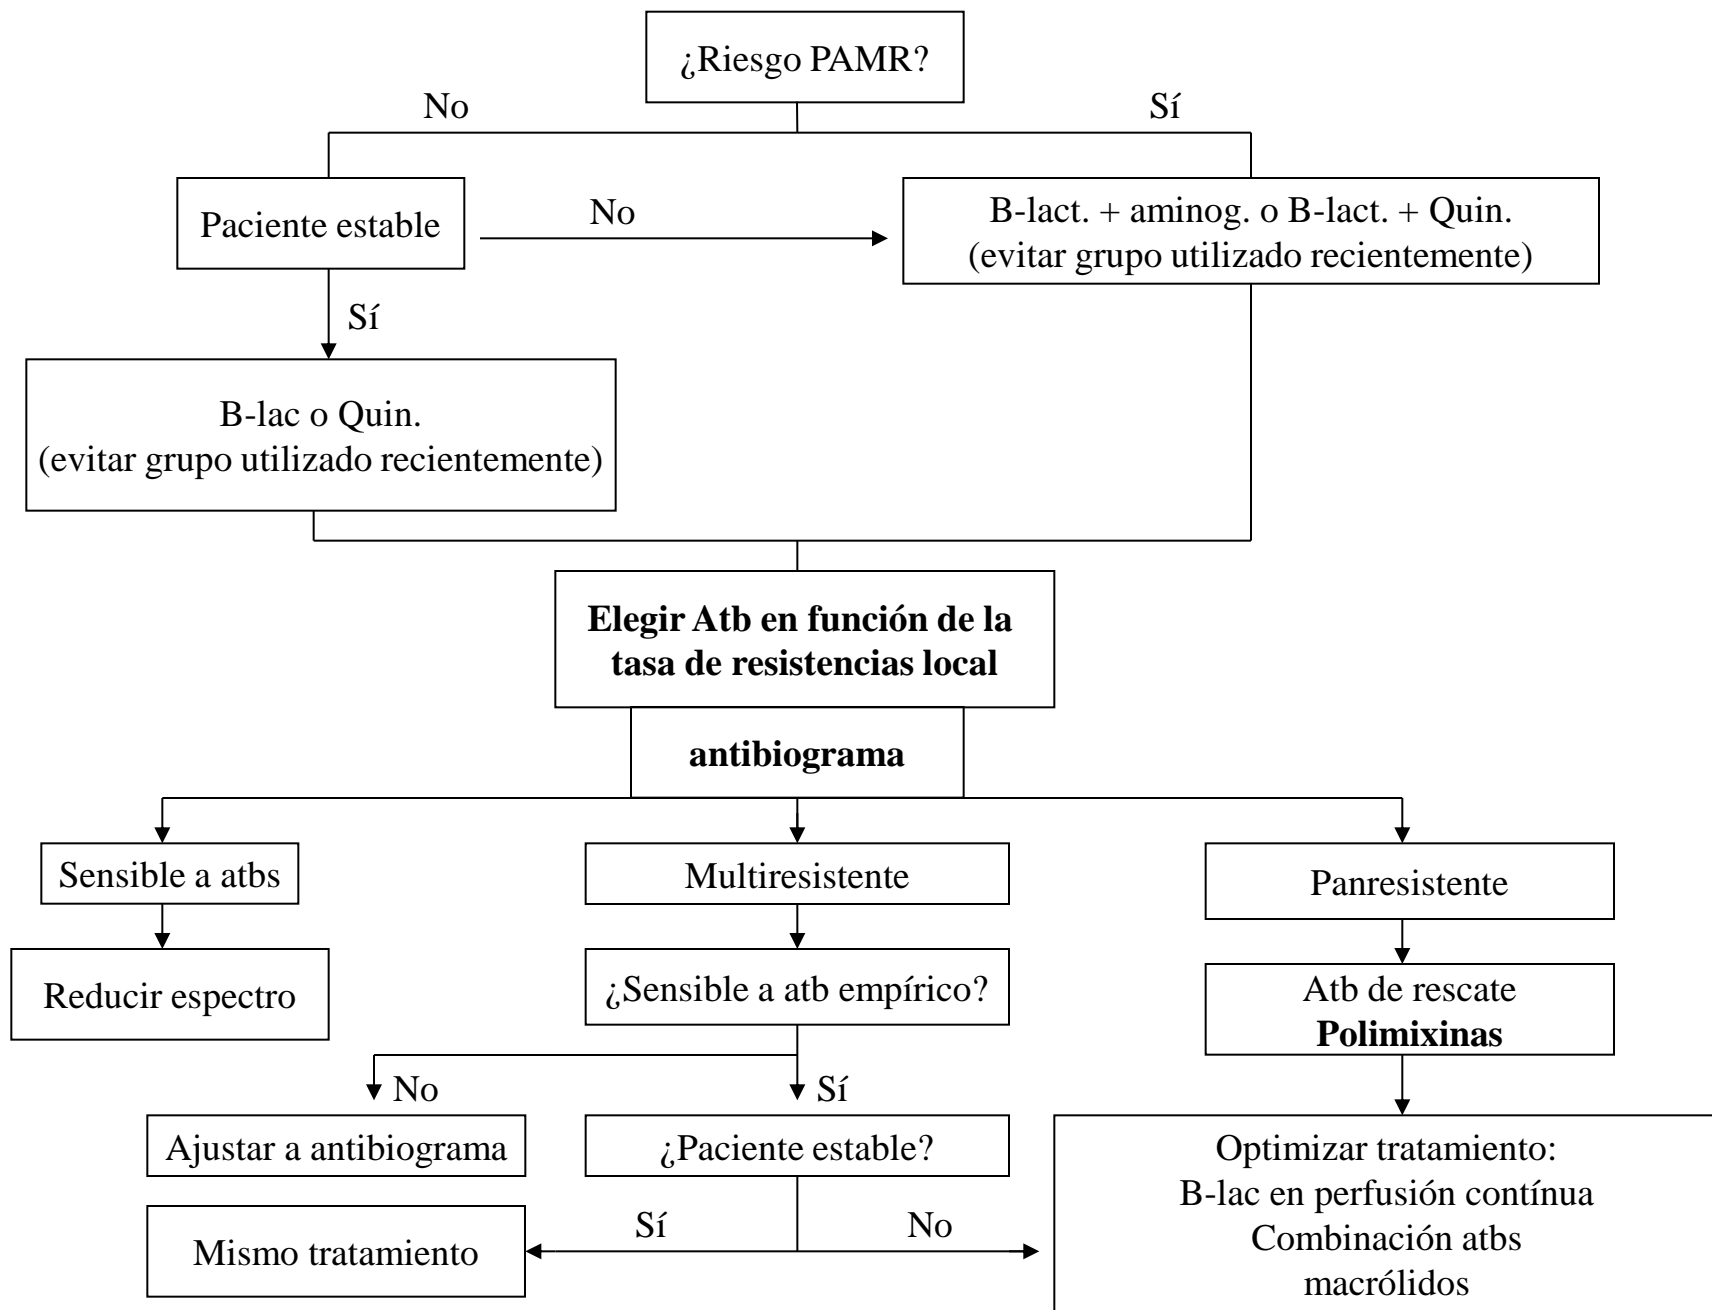 ¿Riesgo PAMR?
No
Sí
Paciente estable
No
B-lact. + aminog. o B-lact. + Quin.
(evitar grupo utilizado recientemente)
Sí
B-lac o Quin.
(evitar grupo utilizado recientemente)
Elegir Atb en función de la
tasa de resistencias local
antibiograma
Sensible a atbs
Multiresistente
Panresistente
Reducir espectro
¿Sensible a atb empírico?
Atb de rescate
Polimixinas
No
Sí
Ajustar a antibiograma
¿Paciente estable?
Optimizar tratamiento:
B-lac en perfusión contínua
Combinación atbs
macrólidos
Mismo tratamiento
Sí
No